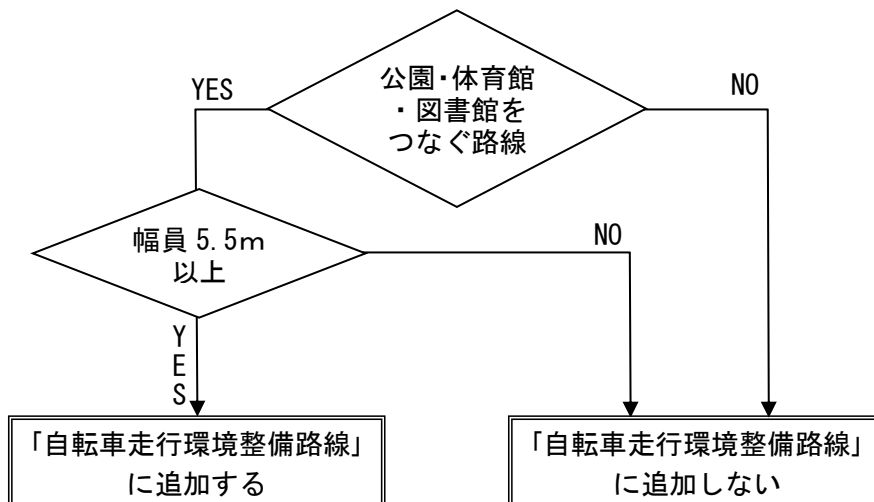 公園・体育館
・図書館を
つなぐ路線
YES
NO
幅員 5.5m
以上
NO
YES
「自転車走行環境整備路線」
に追加する
「自転車走行環境整備路線」
に追加しない